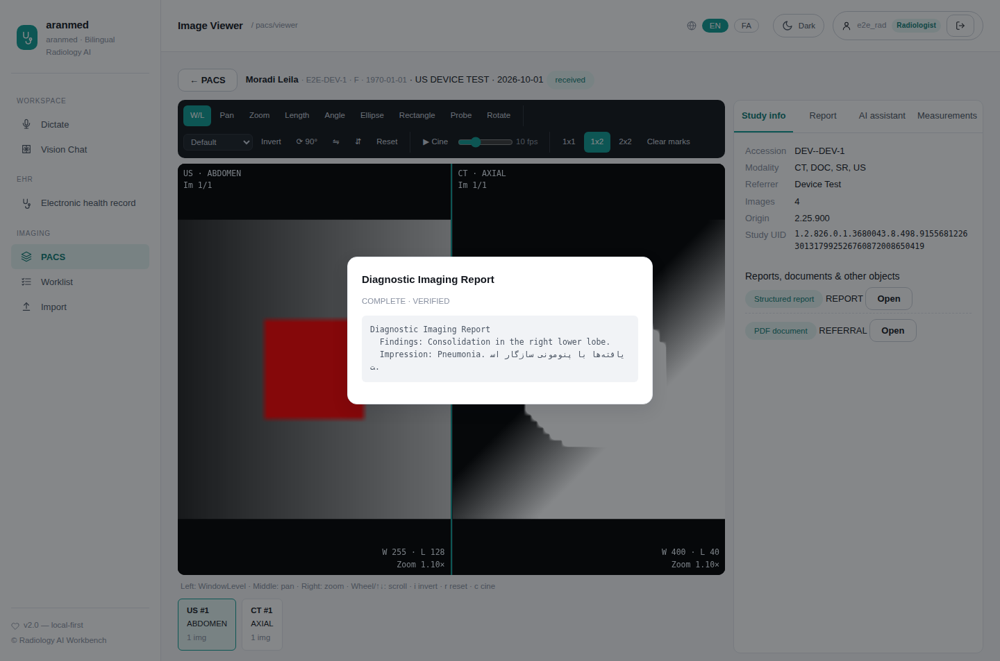 aranmed
aranmed · Bilingual
Radiology AI
WORKSPACE
Dictate
Vision Chat
EHR
Electronic health record
IMAGING
PACS
Worklist
Import
v2.0 — local-first
© Radiology AI Workbench
Image Viewer / pacs/viewer
EN FA Dark e2e_rad Radiologist
← PACS Moradi Leila · E2E-DEV-1 · F · 1970-01-01 · US DEVICE TEST · 2026-10-01 received
W/L Pan Zoom Length Angle Ellipse Rectangle Probe Rotate
Default Invert ⟳ 90° ⇋ ⇵ Reset ▶ Cine 10 fps 1x1 1x2 2x2 Clear marks
US · ABDOMEN
Im 1/1
CT · AXIAL
Im 1/1
Diagnostic Imaging Report
COMPLETE · VERIFIED
Diagnostic Imaging Report
Findings: Consolidation in the right lower lobe.
Impression: Pneumonia. یافته‌ها با پنومونی سازگار اس
ت.
W 255 · L 128
Zoom 1.10×
W 400 · L 40
Zoom 1.10×
Left: WindowLevel · Middle: pan · Right: zoom · Wheel/↑↓: scroll · i invert · r reset · c cine
US #1
ABDOMEN
1 img
CT #1
AXIAL
1 img
Study info Report AI assistant Measurements
Accession DEV--DEV-1
Modality CT, DOC, SR, US
Referrer Device Test
Images 4
Origin 2.25.900
Study UID 1.2.826.0.1.3680043.8.498.9155681226
30131799252676087200865​0419
Reports, documents & other objects
Structured report REPORT Open
PDF document REFERRAL Open